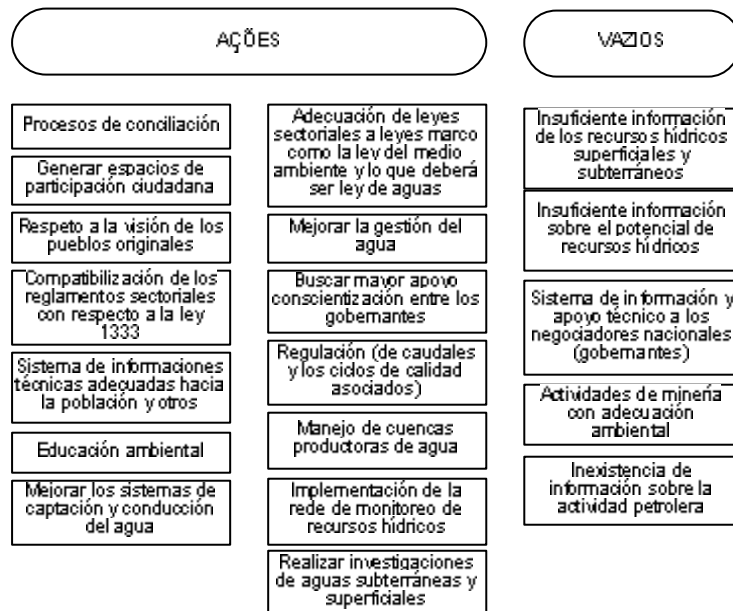 AÇÕES
VAZIOS
Procesos de conciliación
Generar espacios de
participación ciudadana
Respeto a la visión de los
pueblos originales
Compatibilización de los
reglamentos sectoriales
con respecto a la ley
1333
Sistema de informaciones
técnicas adecuadas hacia
la población y otros
Educación ambiental
Mejorar los sistemas de
captación y conducción
del agua
Adecuación de leyes
sectoriales a leyes marco
como la ley del medio
ambiente y lo que deberá
ser ley de aguas
Mejorar la gestión del
agua
Buscar mayor apoyo
conscientización entre los
gobernantes
Regulación (de caudales
y los ciclos de calidad
asociados)
Manejo de cuencas
productoras de agua
Implementación de la
rede de monitoreo de
recursos hídricos
Realizar investigaciones
de aguas subterráneas y
superficiales
Insuficiente información
de los recursos hídricos
superficiales y
subterráneos
Insuficiente información
sobre el potencial de
recursos hídricos
Sistema de información y
apoyo técnico a los
negociadores nacionales
(gobernantes)
Actividades de minería
con adecuación
ambiental
Inexistencia de
información sobre la
actividad petrolera